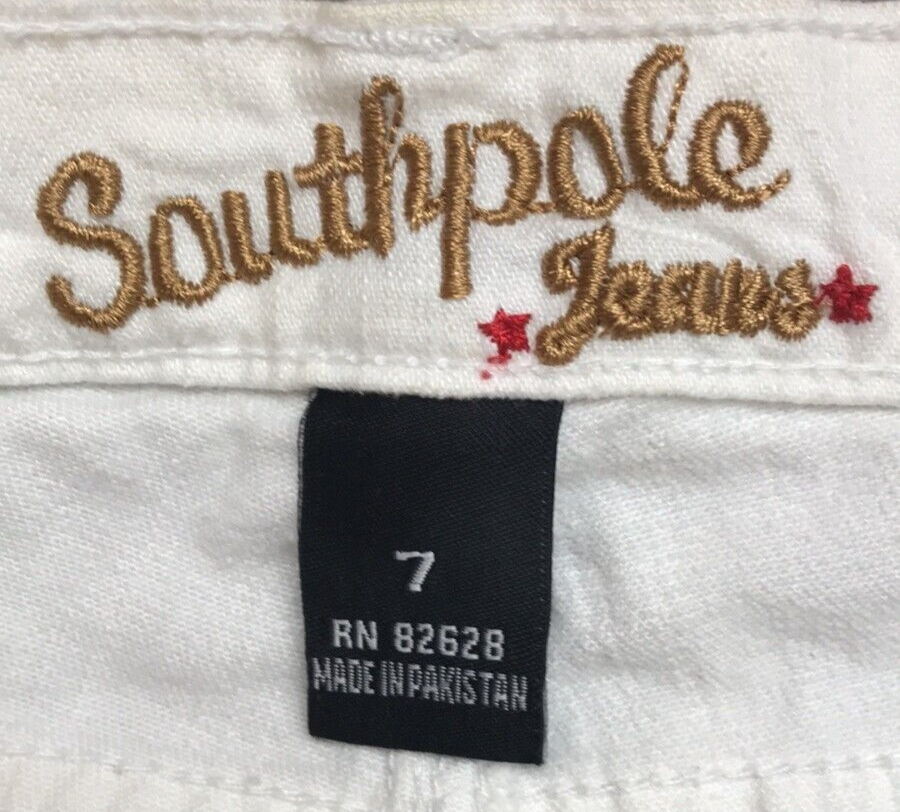 Southpole
Jeans
7
RN 82628
MADE IN PAKISTAN